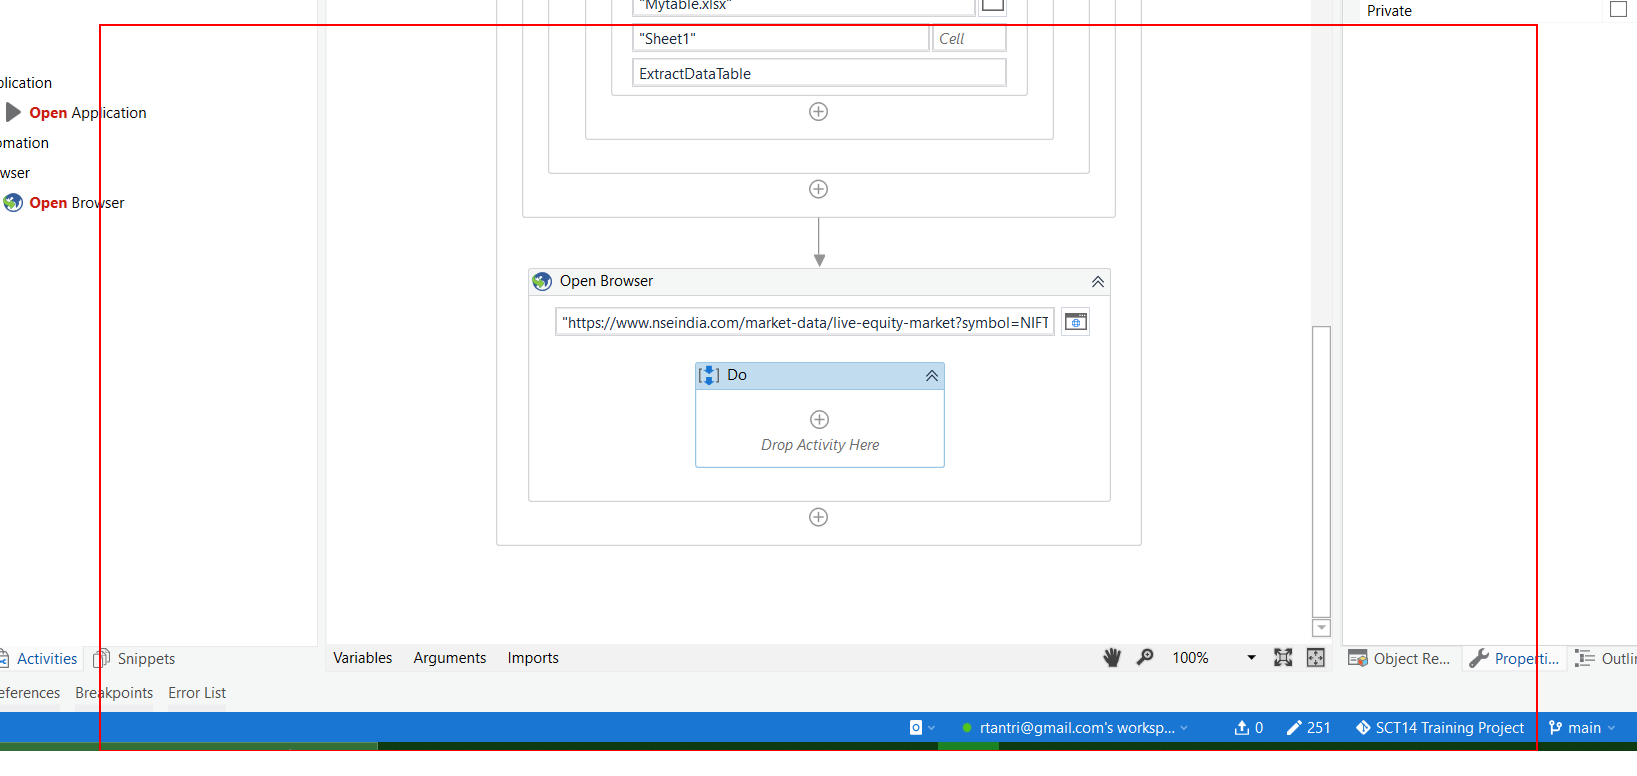 "Mytable.xlsx"
Private
"Sheet1"
Cell
ExtractDataTable
plication
Open Application
omation
wser
Open Browser
Open Browser
"https://www.nseindia.com/market-data/live-equity-market?symbol=NIFT
Do
Drop Activity Here
Activities
Snippets
Variables
Arguments
Imports
100%
Object Re...
Properti...
Outlin
eferences
Breakpoints
Error List
rtantri@gmail.com's worksp...
0
251
SCT14 Training Project
main